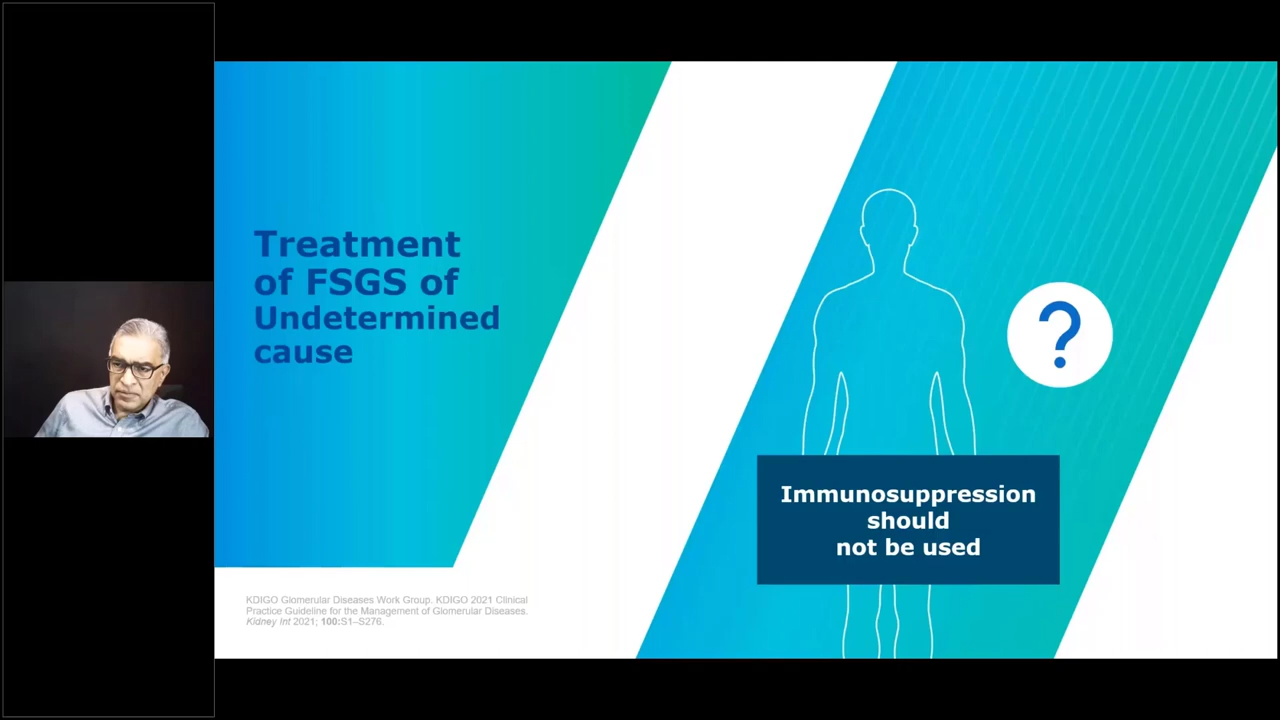 Treatment
of FSGS of
Undetermined
cause
?
Immunosuppression
should
not be used
KDIGO Glomerular Diseases Work Group. KDIGO 2021 Clinical
Practice Guideline for the Management of Glomerular Diseases.
Kidney Int 2021; 100:S1–S276.